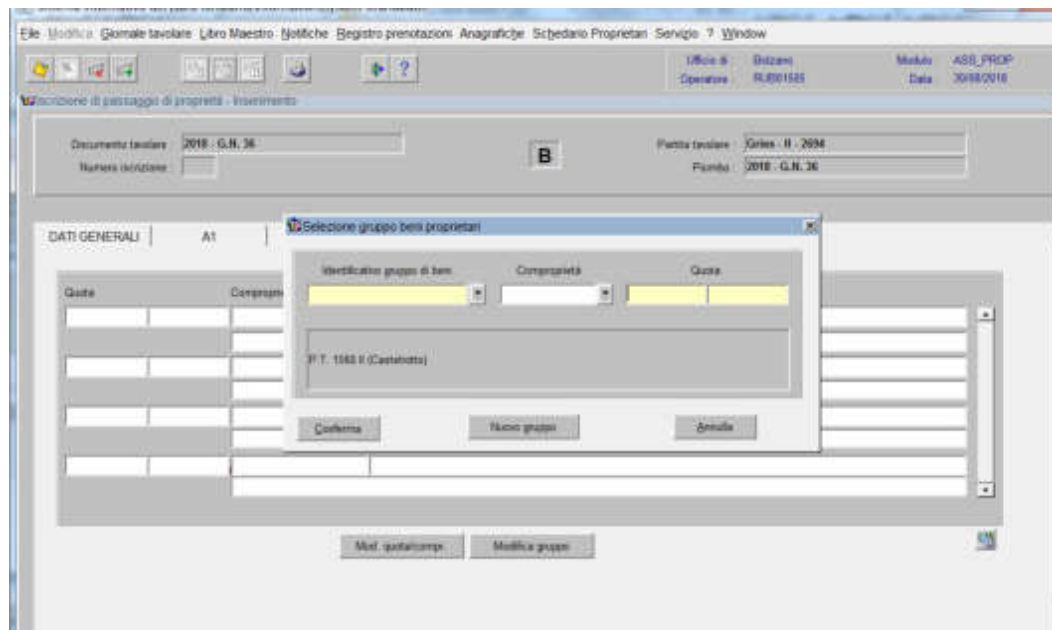 File Modifica Giornale tavolare Libro Maestro Notifiche Registro prenotazioni Anagrafiche Schedario Proprietari Servizio ? Window
Ufficio di Bolzano Modulo ASS_PROP
Operatore Data 30/08/2018
Iscrizione di passaggio di proprietà - Inserimento
Documento tavolare 2018 - G.N. 36
B
Partita tavolare Gries - II - 2694
Numero iscrizione
Piombo 2018 - G.N. 36
DATI GENERALI A1
Selezione gruppo beni proprietari
Identificativo gruppo di beni Comproprietà Quota
Quota
P.T. 1560 II (Castelrotto)
Conferma Nuovo gruppo Annulla
Mod. quota/compr. Modifica gruppo